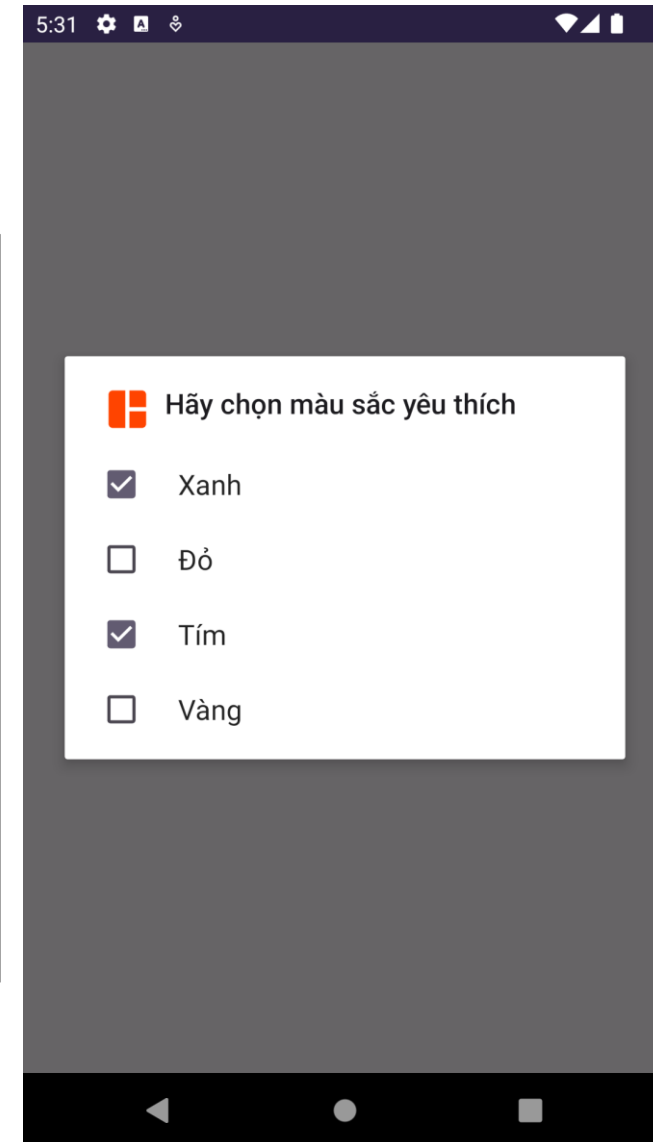 5:31
Hãy chọn màu sắc yêu thích
Xanh
Đỏ
Tím
Vàng